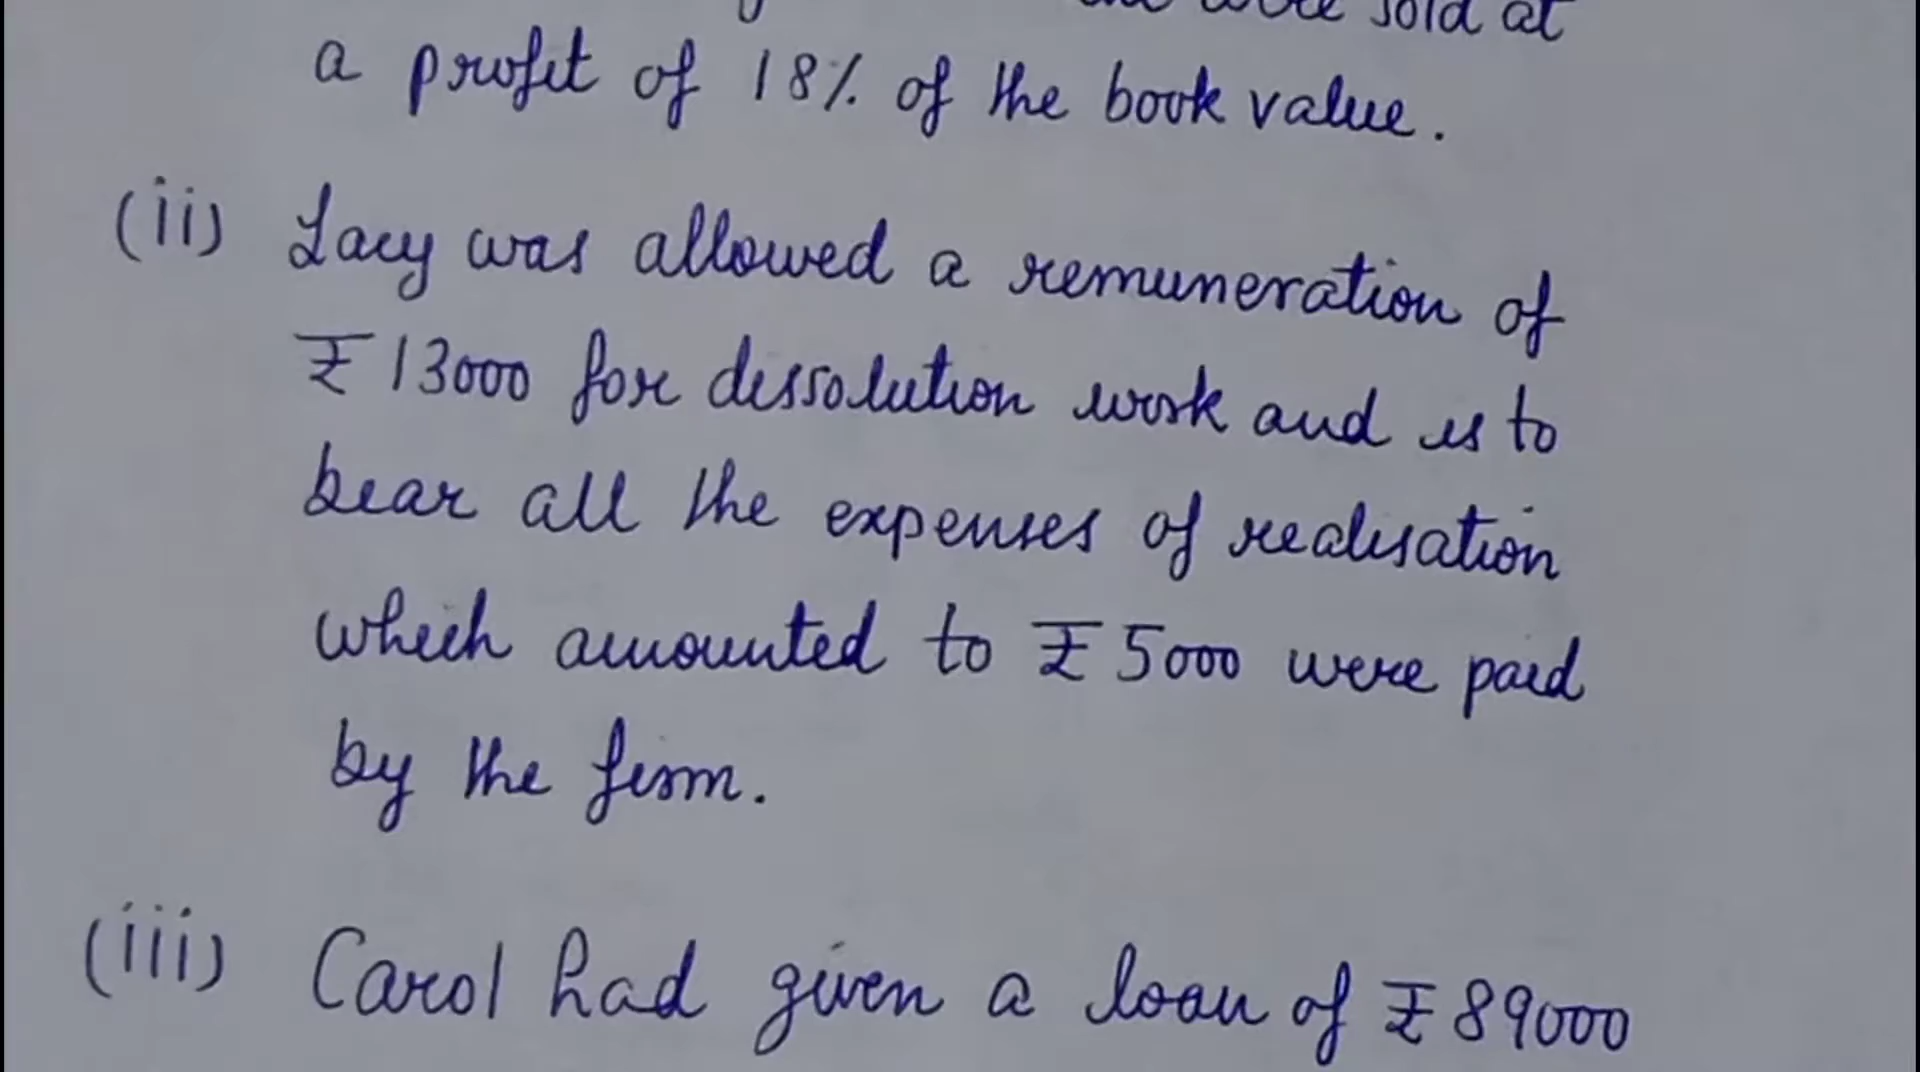 sold at
a profit of 18% of the book value.
(ii) Lacy was allowed a remuneration of
₹13000 for dissolution work and is to
bear all the expenses of realisation
which amounted to ₹5000 were paid
by the firm.
(iii) Carol had given a loan of ₹89000